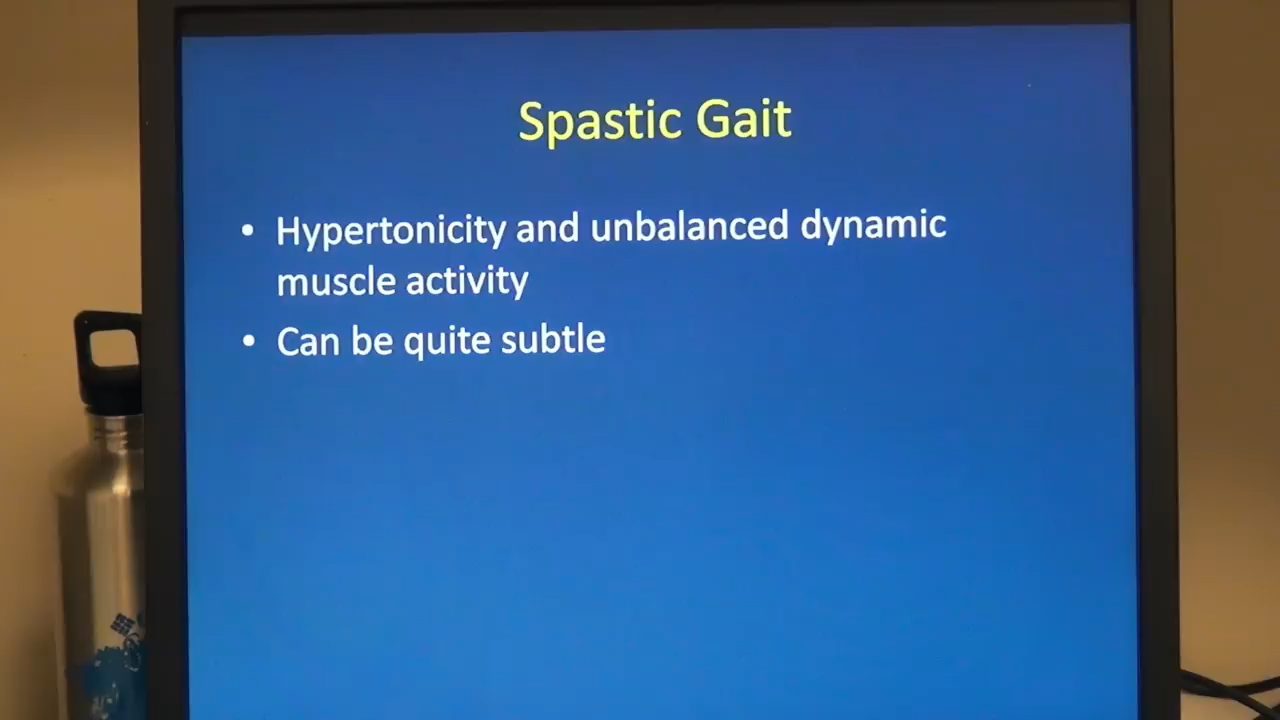 Spastic Gait
• Hypertonicity and unbalanced dynamic
muscle activity
• Can be quite subtle